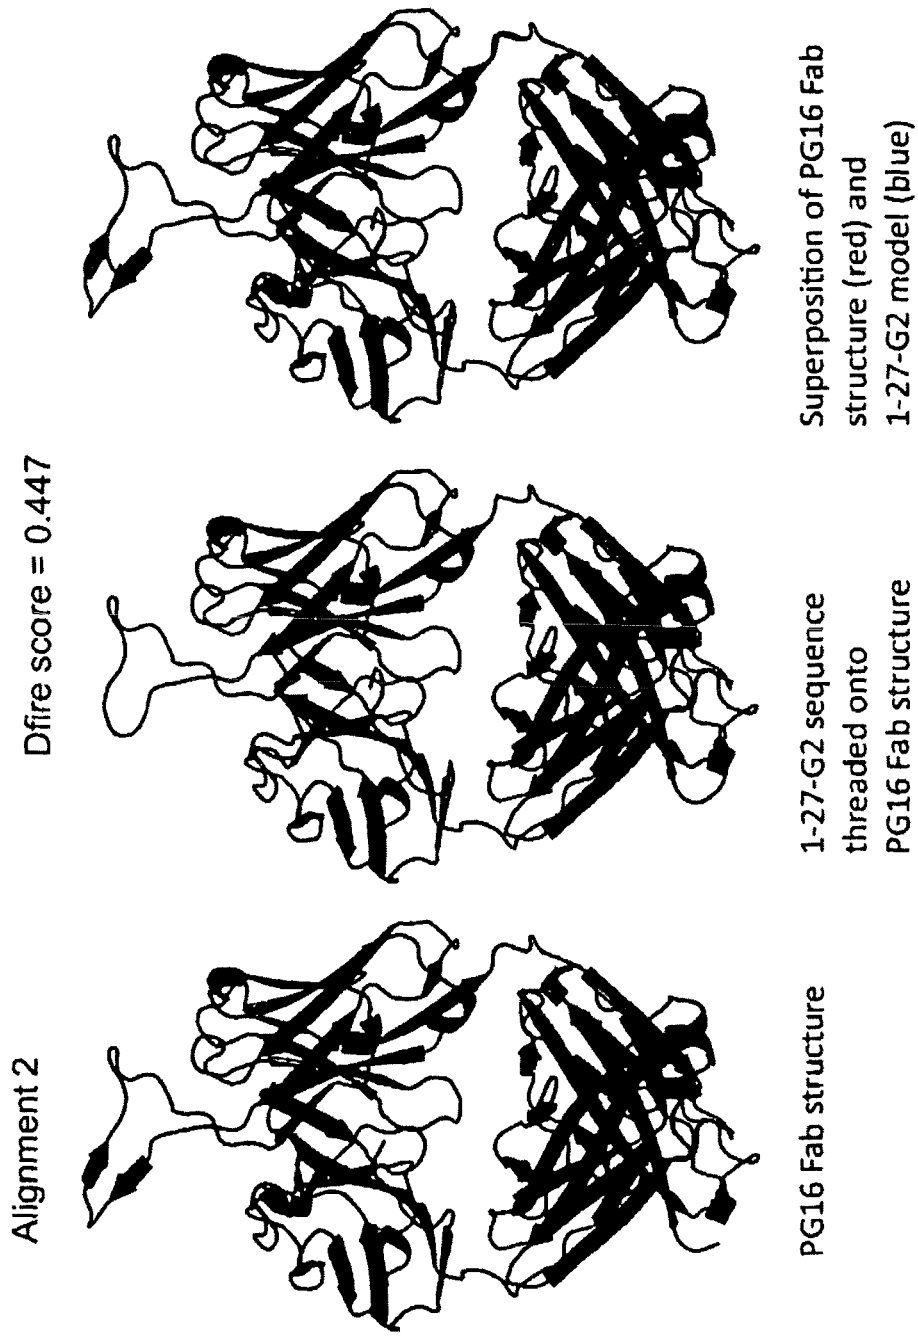 Alignment 2
Dfire score = 0.447
PG16 Fab structure
1-27-G2 sequence
threaded onto
PG16 Fab structure
Superposition of PG16 Fab
structure (red) and
1-27-G2 model (blue)